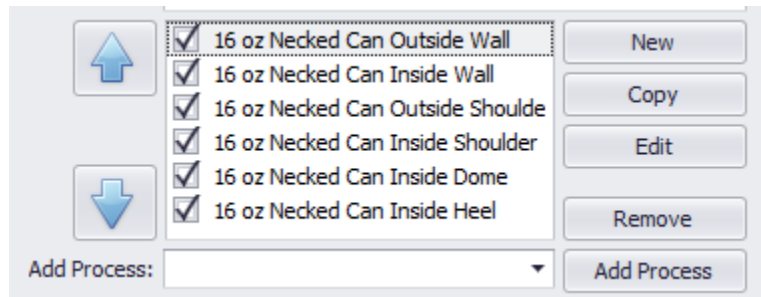 16 oz Necked Can Outside Wall
16 oz Necked Can Inside Wall
16 oz Necked Can Outside Shoulde
16 oz Necked Can Inside Shoulder
16 oz Necked Can Inside Dome
16 oz Necked Can Inside Heel
New
Copy
Edit
Remove
Add Process:
Add Process